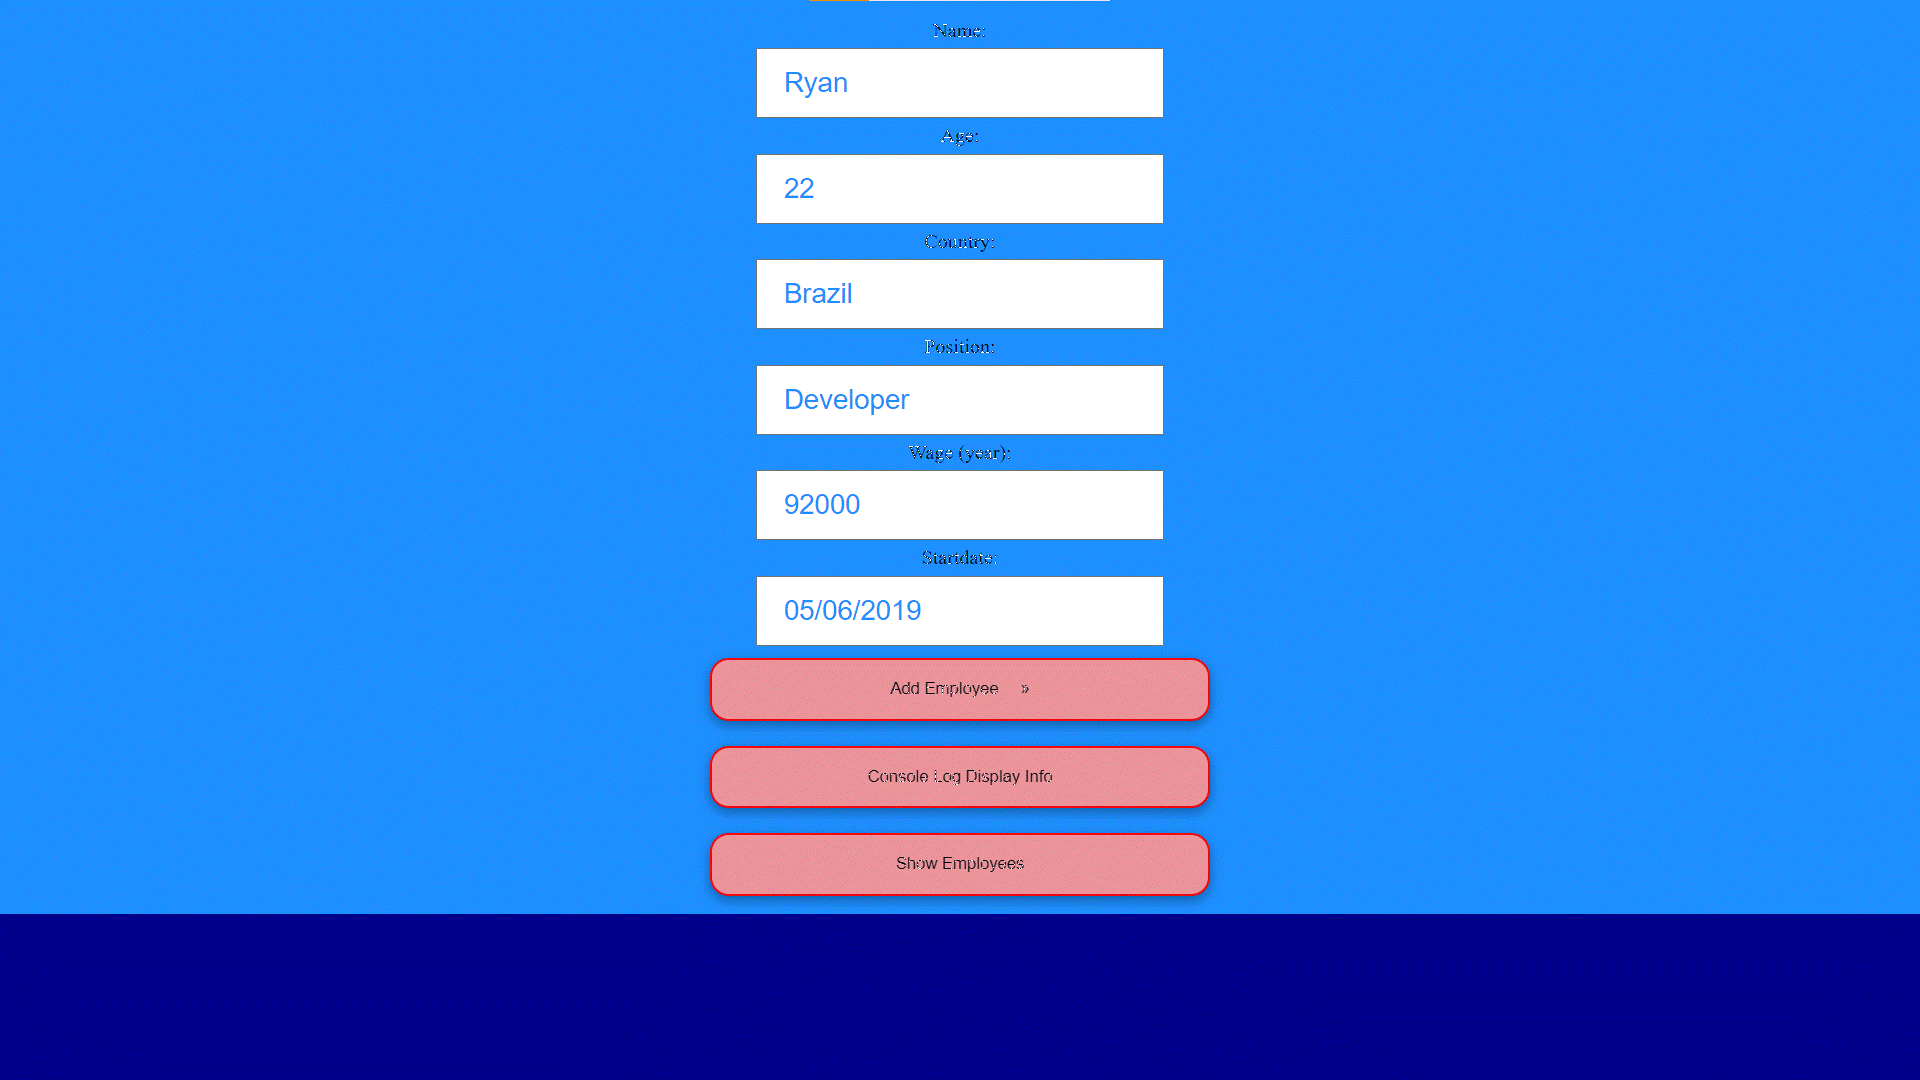 Name:
Ryan
Age:
22
Country:
Brazil
Position:
Developer
Wage (year):
92000
Startdate:
05/06/2019
Add Employee »
Console Log Display Info
Show Employees